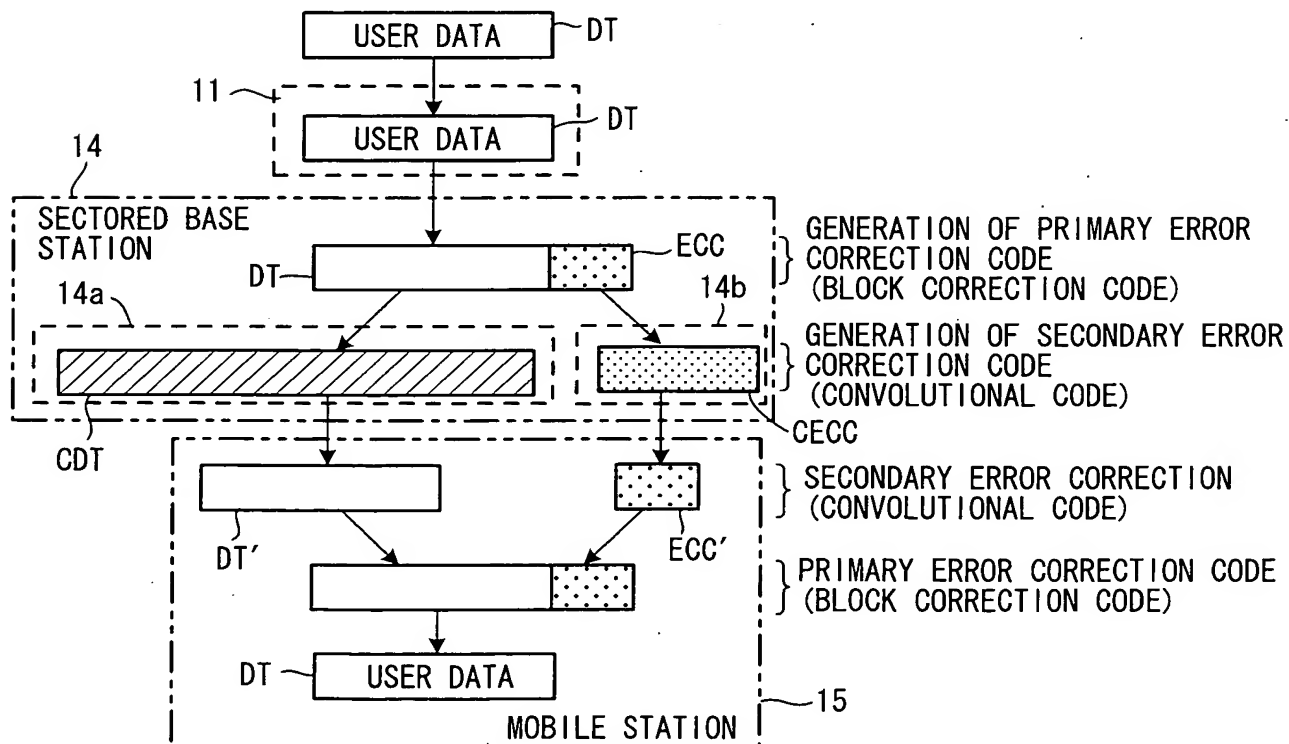 USER DATA
DT
11
USER DATA
DT
14
SECTORED BASE
STATION
DT
ECC
GENERATION OF PRIMARY ERROR
CORRECTION CODE
(BLOCK CORRECTION CODE)
14a
14b
GENERATION OF SECONDARY ERROR
CORRECTION CODE
(CONVOLUTIONAL CODE)
CDT
CECC
SECONDARY ERROR CORRECTION
(CONVOLUTIONAL CODE)
DT'
ECC'
PRIMARY ERROR CORRECTION CODE
(BLOCK CORRECTION CODE)
DT
USER DATA
15
MOBILE STATION